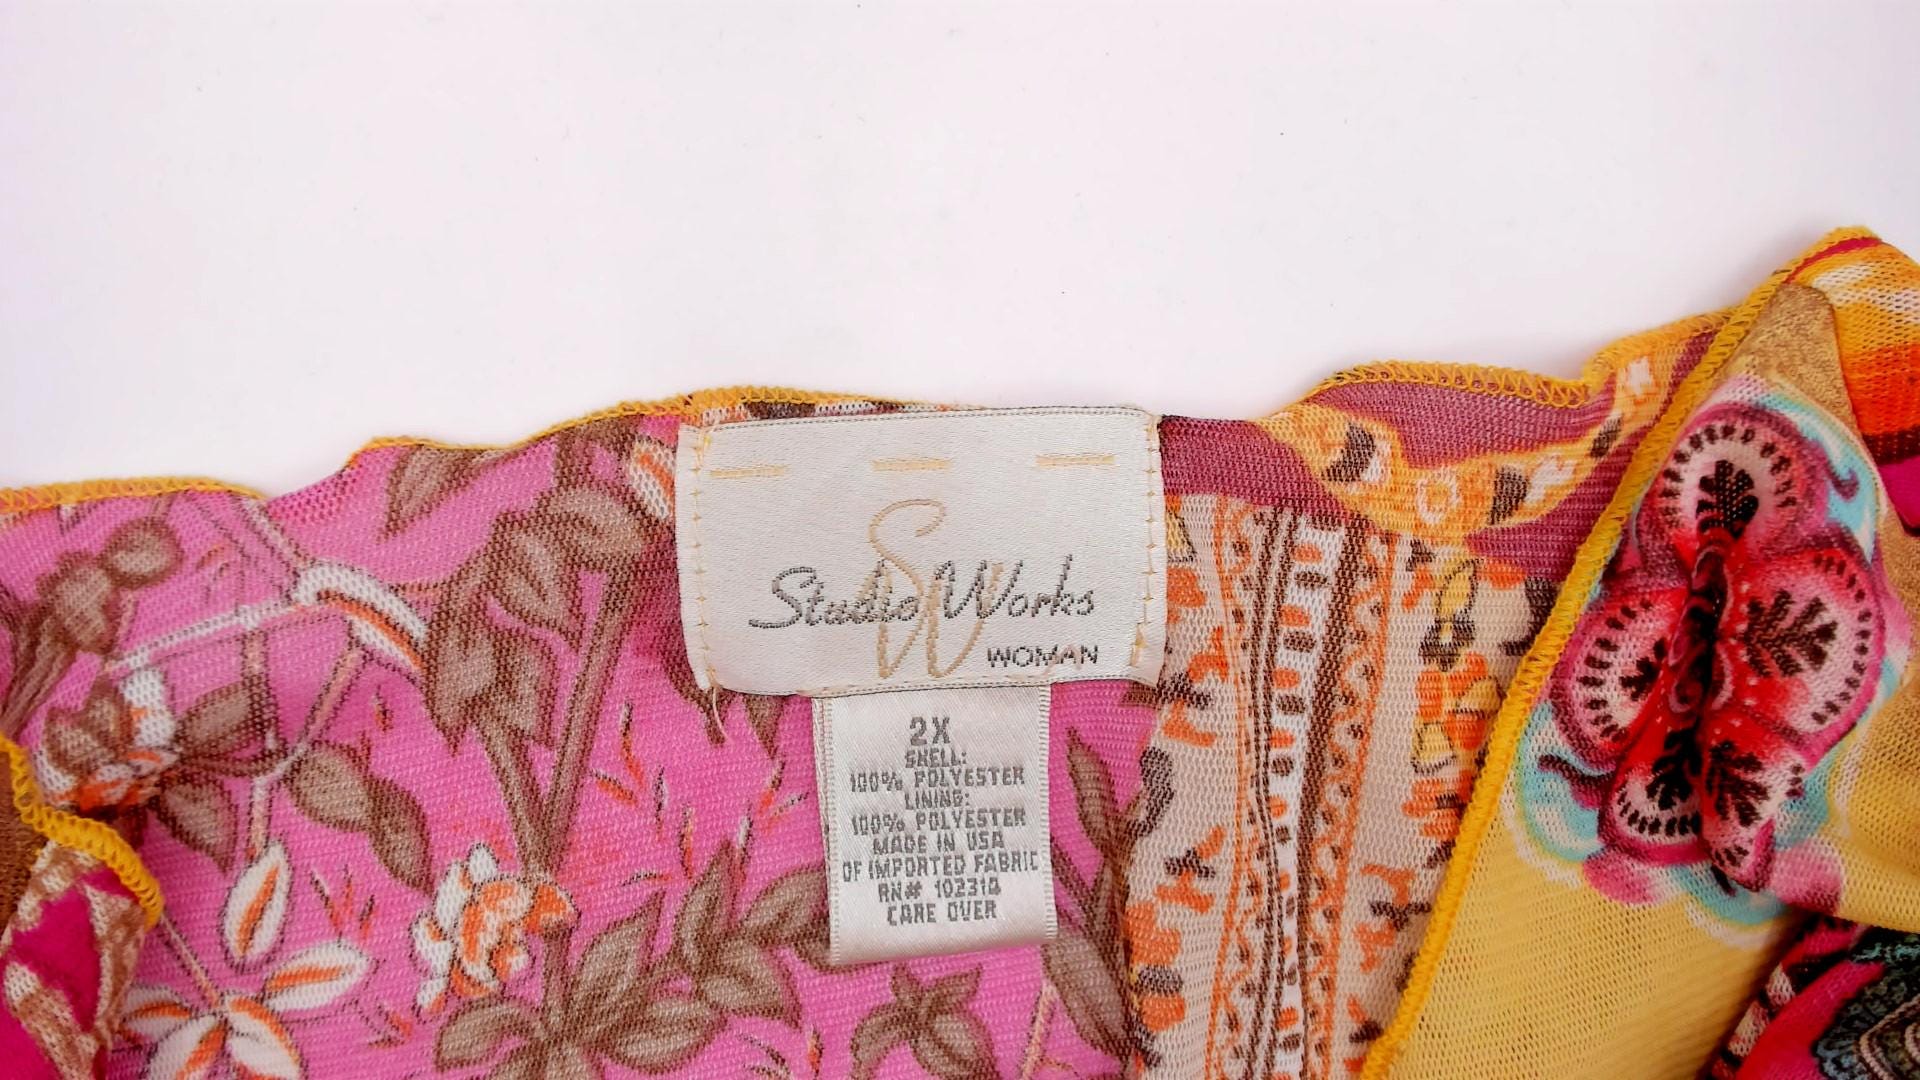 SW
Studio Works
WOMAN
2X
SHELL:
100% POLYESTER
LINING:
100% POLYESTER
MADE IN USA
OF IMPORTED FABRIC
RN# 102314
CARE OVER